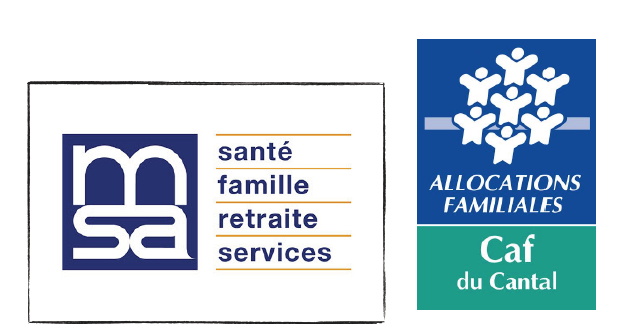 msa
santé
famille
retraite
services
ALLOCATIONS
FAMILIALES
Caf
du Cantal